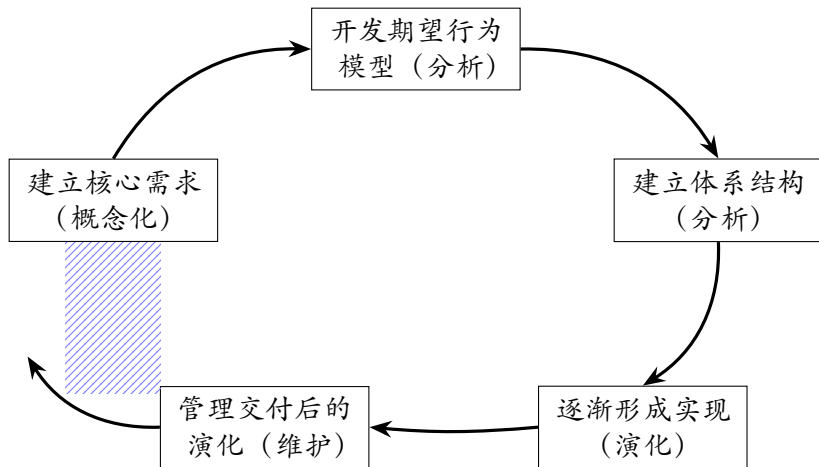 开发期望行为
模型（分析）
建立核心需求
（概念化）
建立体系结构
（分析）
管理交付后的
演化（维护）
逐渐形成实现
（演化）